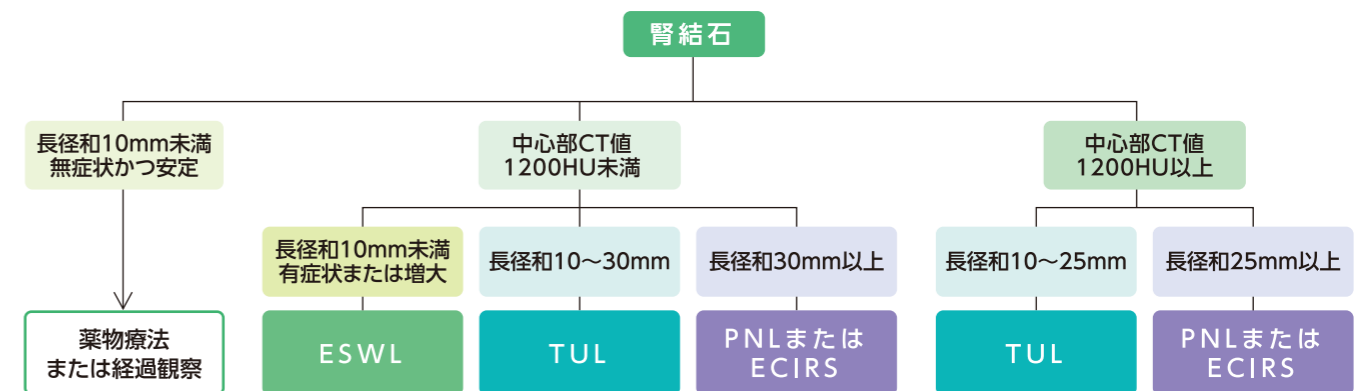 腎結石
長径和10mm未満
無症状かつ安定
中心部CT値
1200HU未満
中心部CT値
1200HU以上
長径和10mm未満
有症状または増大
長径和10〜30mm
長径和30mm以上
長径和10〜25mm
長径和25mm以上
薬物療法
または経過観察
ESWL
TUL
PNLまたは
ECIRS
TUL
PNLまたは
ECIRS